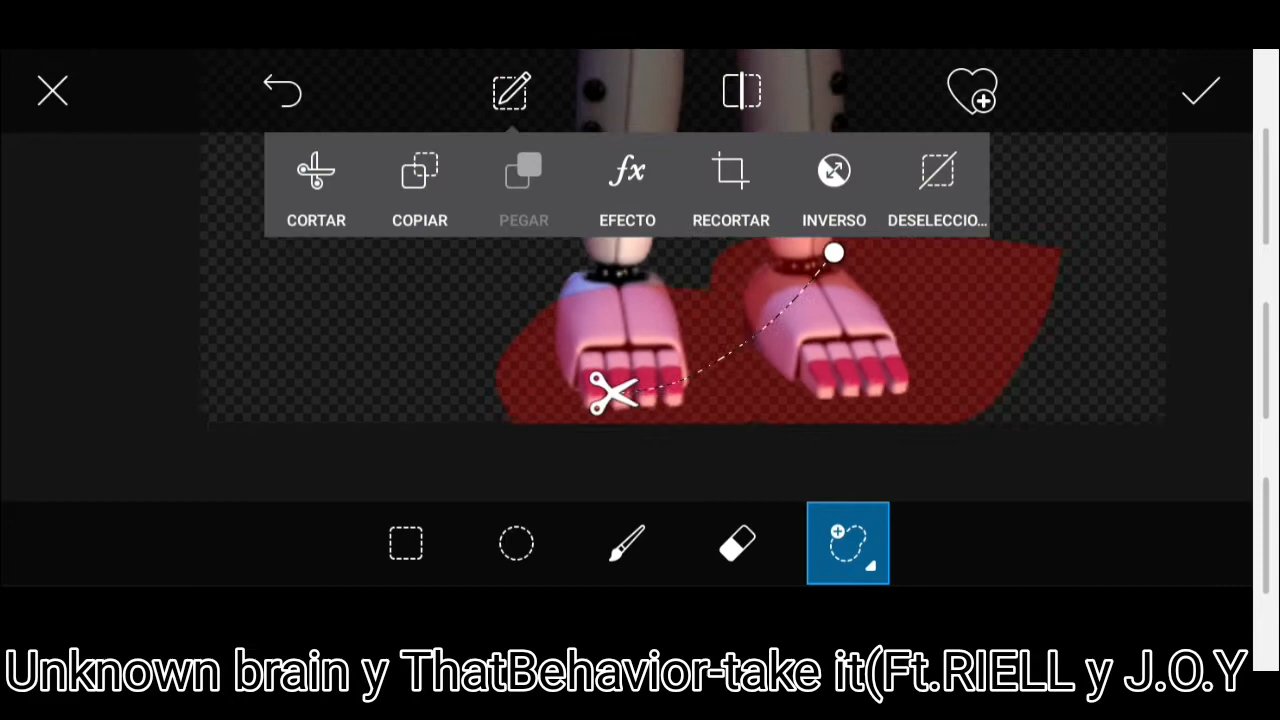 CORTAR COPIAR PEGAR EFECTO RECORTAR INVERSO DESELECCIO...
Unknown brain y ThatBehavior-take it(Ft.RIELL y J.O.Y